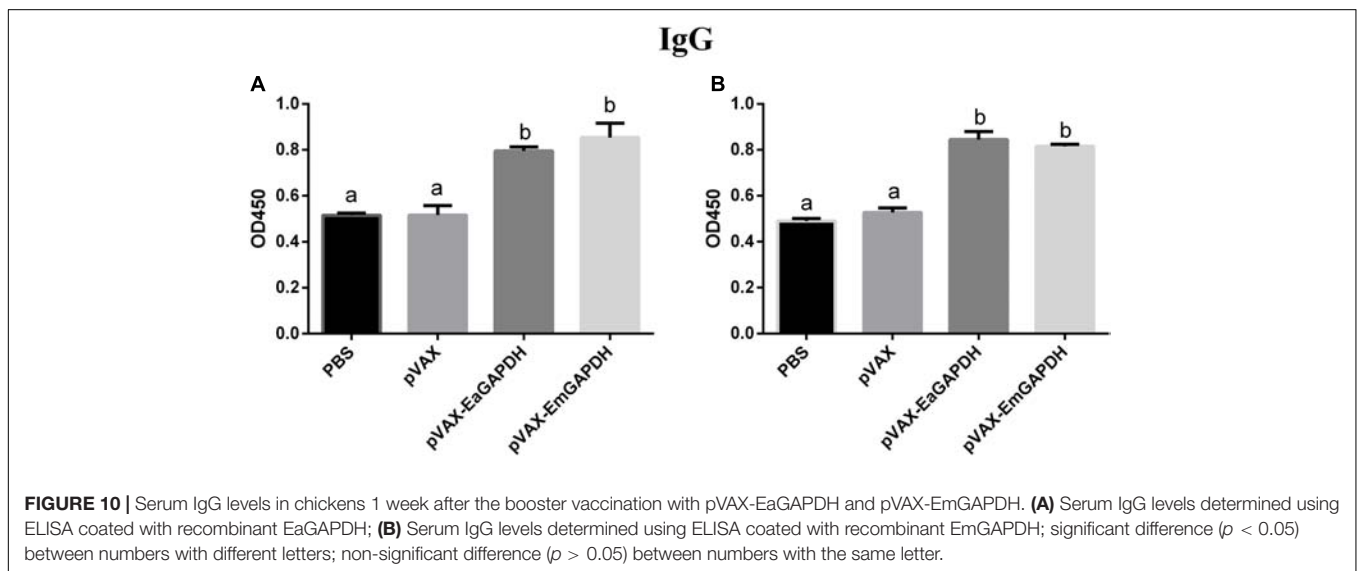 IgG
A
B
1.0
0.8
0.6
0.4
0.2
0.0
OD450
a
a
b
b
PBS
pVAX
pVAX-EaGAPDH
pVAX-EmGAPDH
1.0
0.8
0.6
0.4
0.2
0.0
OD450
a
a
b
b
PBS
pVAX
pVAX-EaGAPDH
pVAX-EmGAPDH
FIGURE 10 | Serum IgG levels in chickens 1 week after the booster vaccination with pVAX-EaGAPDH and pVAX-EmGAPDH. (A) Serum IgG levels determined using
ELISA coated with recombinant EaGAPDH; (B) Serum IgG levels determined using ELISA coated with recombinant EmGAPDH; significant difference (p < 0.05)
between numbers with different letters; non-significant difference (p > 0.05) between numbers with the same letter.